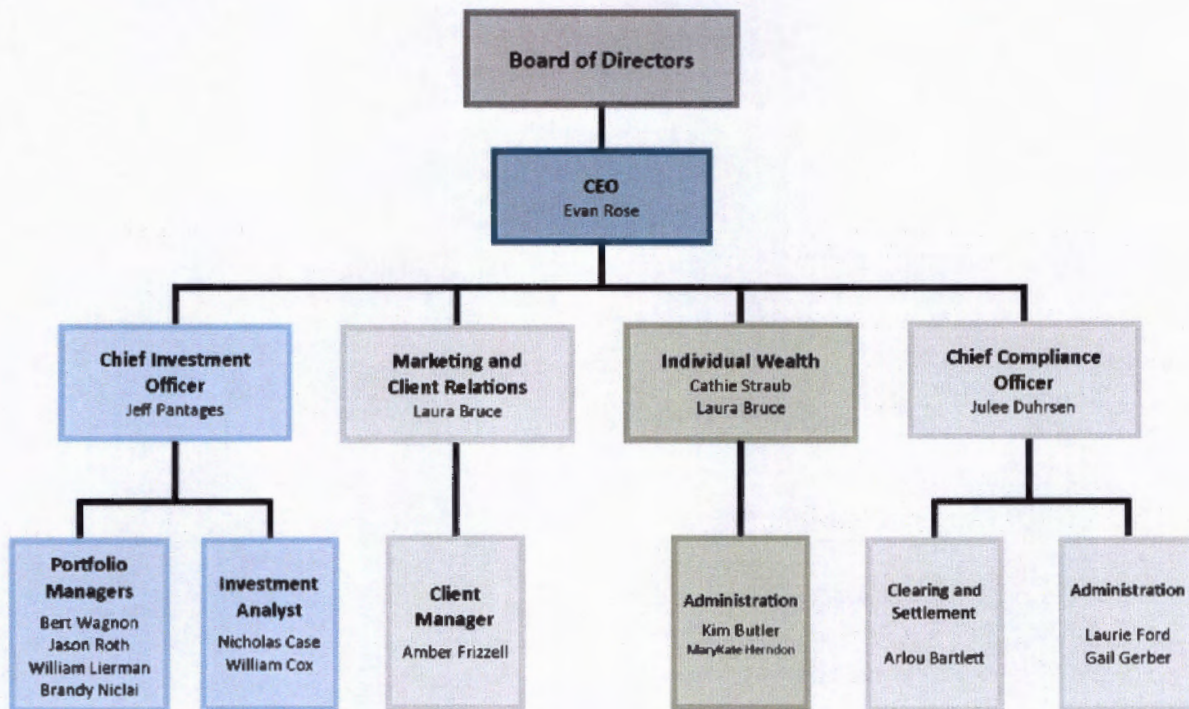 Board of Directors
CEO
Evan Rose
Chief Investment
Officer
Jeff Pantages
Marketing and
Client Relations
Laura Bruce
Individual Wealth
Cathie Straub
Laura Bruce
Chief Compliance
Officer
Julee Duhrsen
Portfolio
Managers
Bert Wagnon
Jason Roth
William Lierman
Brandy Niclai
Investment
Analyst
Nicholas Case
William Cox
Client
Manager
Amber Frizzell
Administration
Kim Butler
MaryKate Herndon
Clearing and
Settlement
Arlou Bartlett
Administration
Laurie Ford
Gail Gerber